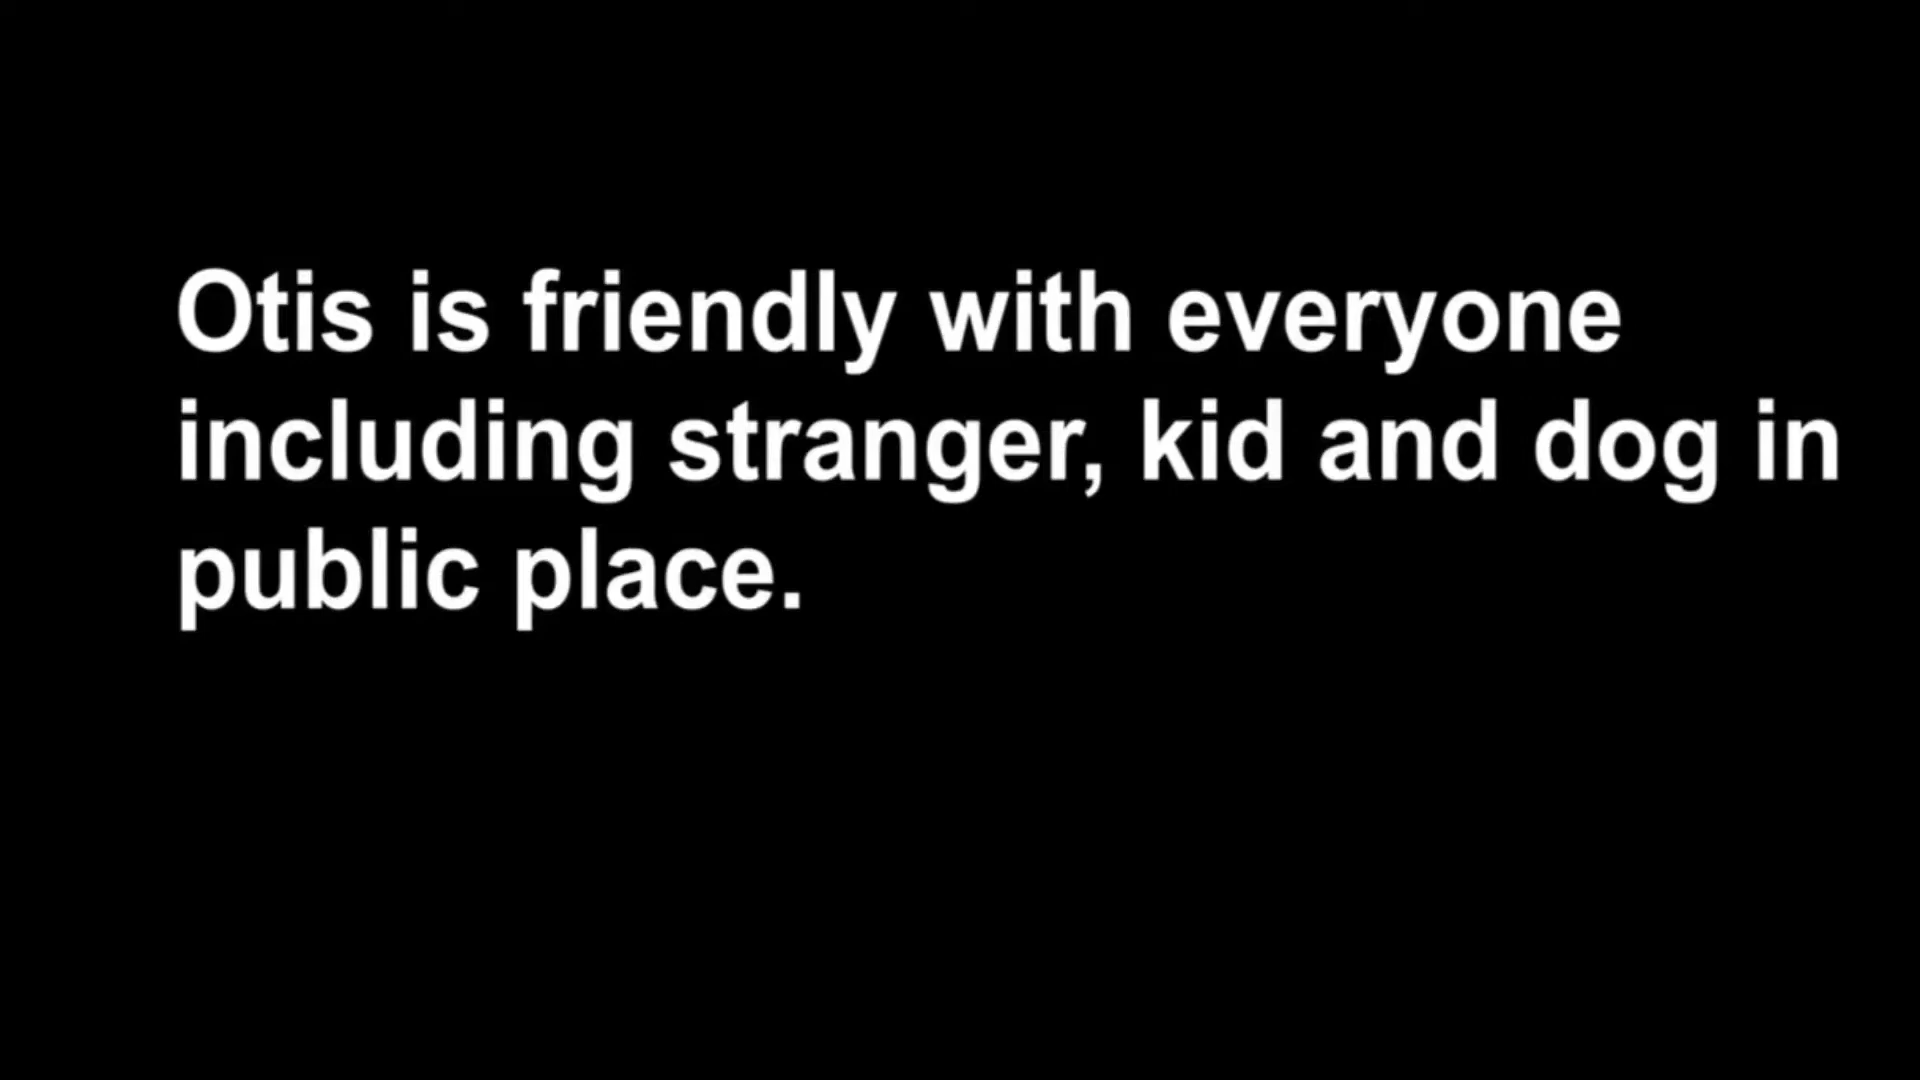 Otis is friendly with everyone
including stranger, kid and dog in
public place.